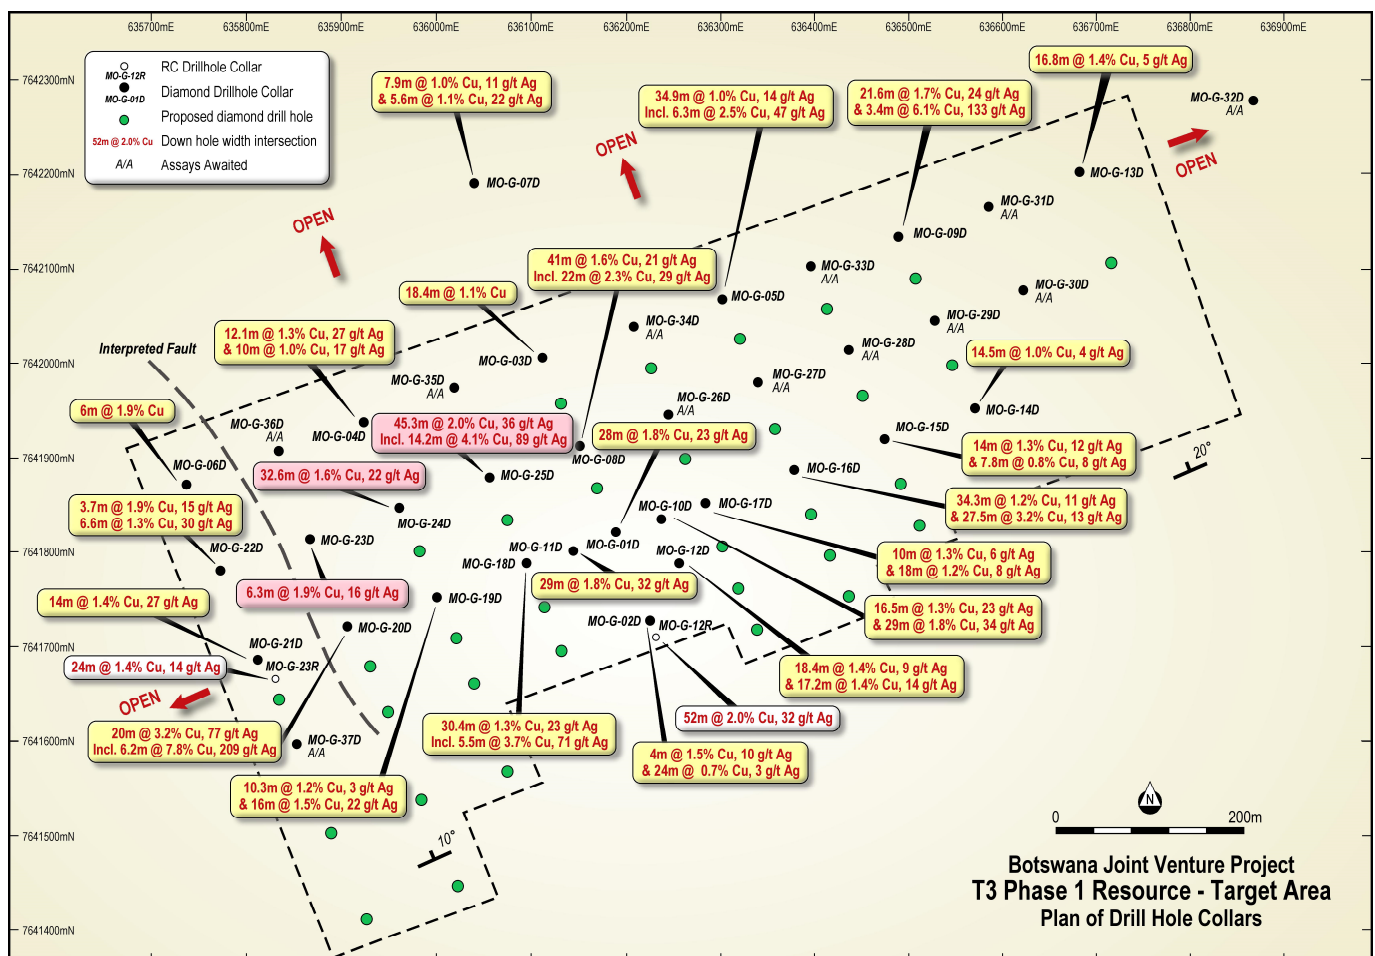 635700mE 635800mE 635900mE 636000mE 636100mE 636200mE 636300mE 636400mE 636500mE 636600mE 636700mE 636800mE 636900mE
7642300mN
7642200mN
7642100mN
7642000mN
7641900mN
7641800mN
7641700mN
7641600mN
7641500mN
7641400mN
MO-G-12R RC Drillhole Collar
MO-G-01D Diamond Drillhole Collar
Proposed diamond drill hole
52m @ 2.0% Cu Down hole width intersection
A/A Assays Awaited
7.9m @ 1.0% Cu, 11 g/t Ag
& 5.6m @ 1.1% Cu, 22 g/t Ag
MO-G-07D
34.9m @ 1.0% Cu, 14 g/t Ag
Incl. 6.3m @ 2.5% Cu, 47 g/t Ag
MO-G-05D
21.6m @ 1.7% Cu, 24 g/t Ag
& 3.4m @ 6.1% Cu, 133 g/t Ag
MO-G-09D
16.8m @ 1.4% Cu, 5 g/t Ag
MO-G-13D
MO-G-32D
A/A
OPEN
OPEN
OPEN
MO-G-31D
A/A
MO-G-33D
A/A
MO-G-30D
A/A
MO-G-29D
A/A
MO-G-28D
A/A
41m @ 1.6% Cu, 21 g/t Ag
Incl. 22m @ 2.3% Cu, 29 g/t Ag
18.4m @ 1.1% Cu
MO-G-03D
MO-G-34D
A/A
12.1m @ 1.3% Cu, 27 g/t Ag
& 10m @ 1.0% Cu, 17 g/t Ag
Interpreted Fault
MO-G-35D
A/A
MO-G-27D
A/A
MO-G-26D
A/A
14.5m @ 1.0% Cu, 4 g/t Ag
MO-G-14D
6m @ 1.9% Cu
MO-G-36D
A/A
MO-G-04D
45.3m @ 2.0% Cu, 36 g/t Ag
Incl. 14.2m @ 4.1% Cu, 89 g/t Ag
MO-G-08D
28m @ 1.8% Cu, 23 g/t Ag
MO-G-15D
14m @ 1.3% Cu, 12 g/t Ag
& 7.8m @ 0.8% Cu, 8 g/t Ag
20°
MO-G-06D
32.6m @ 1.6% Cu, 22 g/t Ag
MO-G-25D
MO-G-16D
34.3m @ 1.2% Cu, 11 g/t Ag
& 27.5m @ 3.2% Cu, 13 g/t Ag
3.7m @ 1.9% Cu, 15 g/t Ag
6.6m @ 1.3% Cu, 30 g/t Ag
MO-G-22D
MO-G-24D
MO-G-10D
MO-G-17D
MO-G-23D
MO-G-11D
MO-G-01D
MO-G-12D
MO-G-18D
10m @ 1.3% Cu, 6 g/t Ag
& 18m @ 1.2% Cu, 8 g/t Ag
29m @ 1.8% Cu, 32 g/t Ag
6.3m @ 1.9% Cu, 16 g/t Ag
14m @ 1.4% Cu, 27 g/t Ag
MO-G-19D
16.5m @ 1.3% Cu, 23 g/t Ag
& 29m @ 1.8% Cu, 34 g/t Ag
MO-G-20D
MO-G-02D
MO-G-12R
MO-G-21D
MO-G-23R
24m @ 1.4% Cu, 14 g/t Ag
18.4m @ 1.4% Cu, 9 g/t Ag
& 17.2m @ 1.4% Cu, 14 g/t Ag
OPEN
52m @ 2.0% Cu, 32 g/t Ag
20m @ 3.2% Cu, 77 g/t Ag
Incl. 6.2m @ 7.8% Cu, 209 g/t Ag
MO-G-37D
A/A
30.4m @ 1.3% Cu, 23 g/t Ag
Incl. 5.5m @ 3.7% Cu, 71 g/t Ag
4m @ 1.5% Cu, 10 g/t Ag
& 24m @ 0.7% Cu, 3 g/t Ag
10.3m @ 1.2% Cu, 3 g/t Ag
& 16m @ 1.5% Cu, 22 g/t Ag
10°
N
0 200m
Botswana Joint Venture Project
T3 Phase 1 Resource - Target Area
Plan of Drill Hole Collars